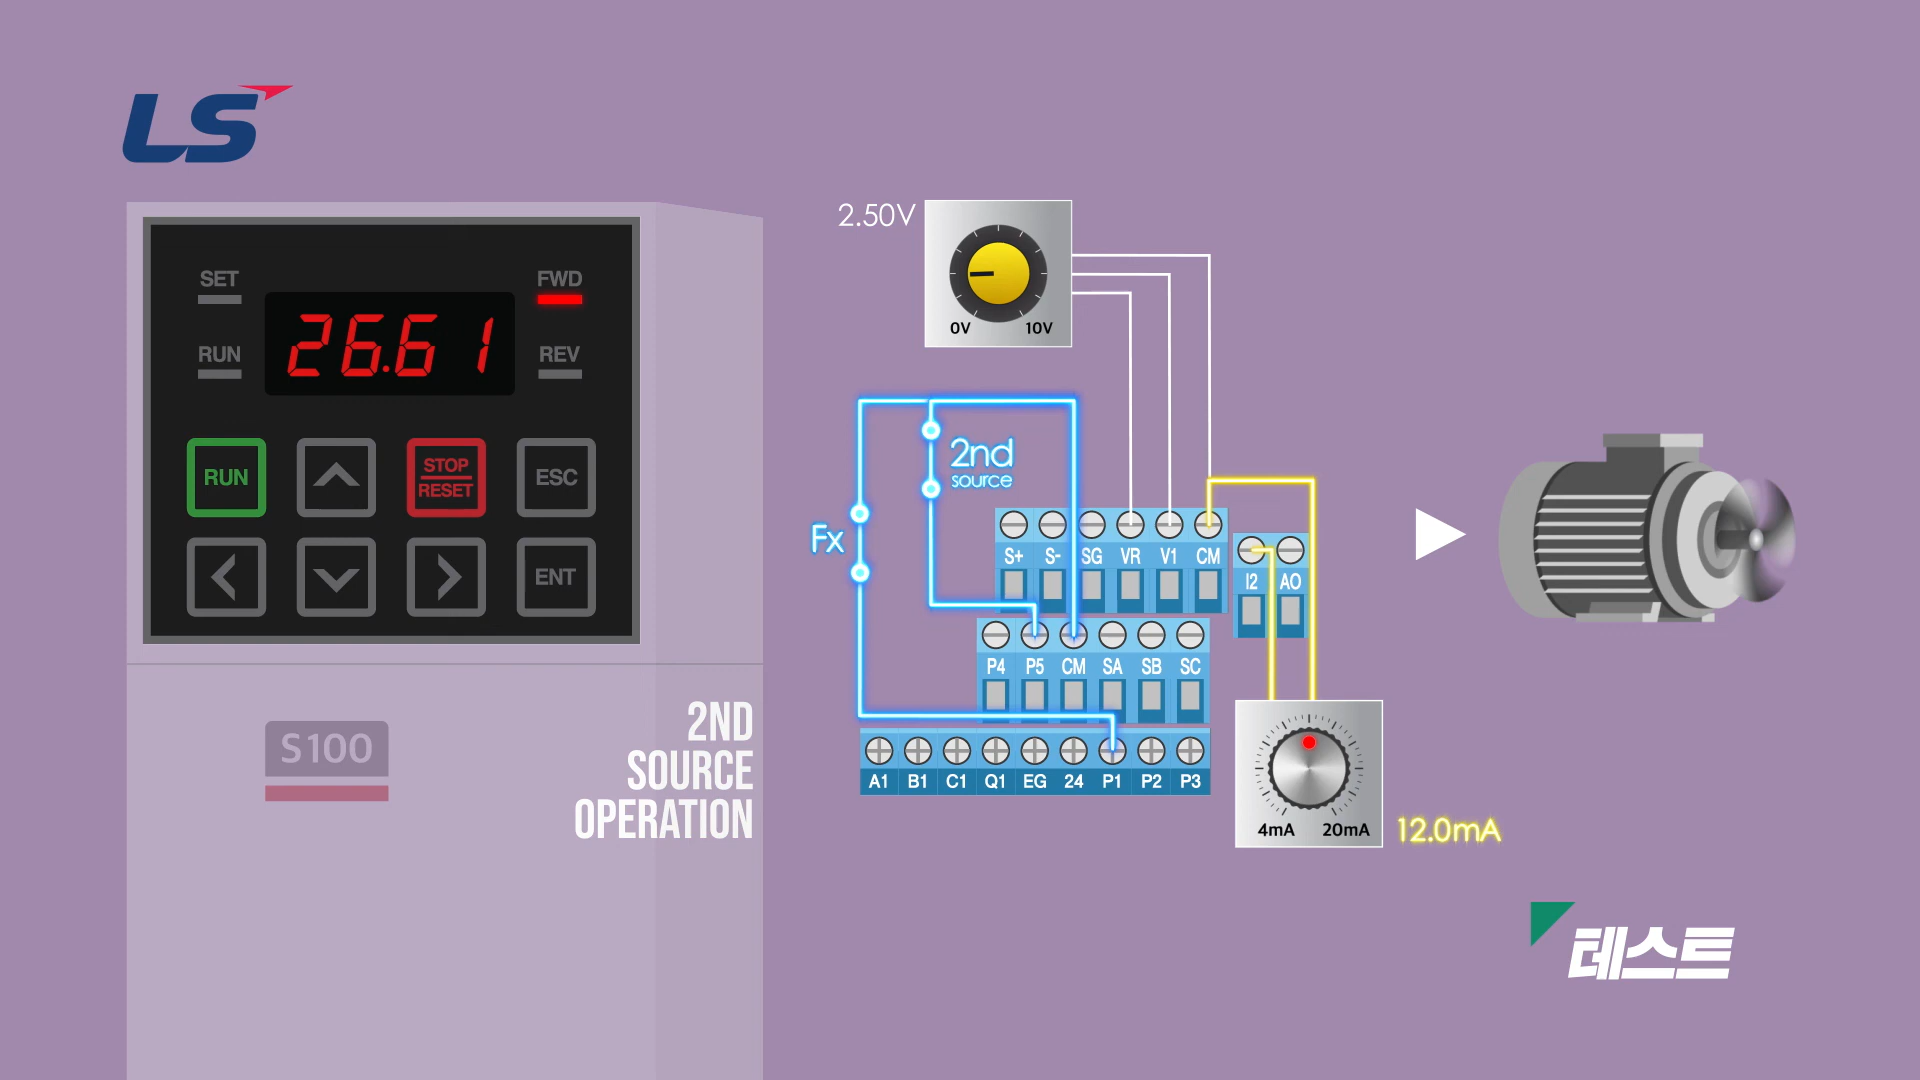 LS
SET
FWD
26.61
RUN
REV
RUN
STOP
RESET
ESC
ENT
S100
2ND
SOURCE
OPERATION
2.50V
0V 10V
2nd
source
Fx
S+ S- SG VR V1 CM
I2 AO
P4 P5 CM SA SB SC
A1 B1 C1 Q1 EG 24 P1 P2 P3
4mA 20mA
12.0mA
테스트